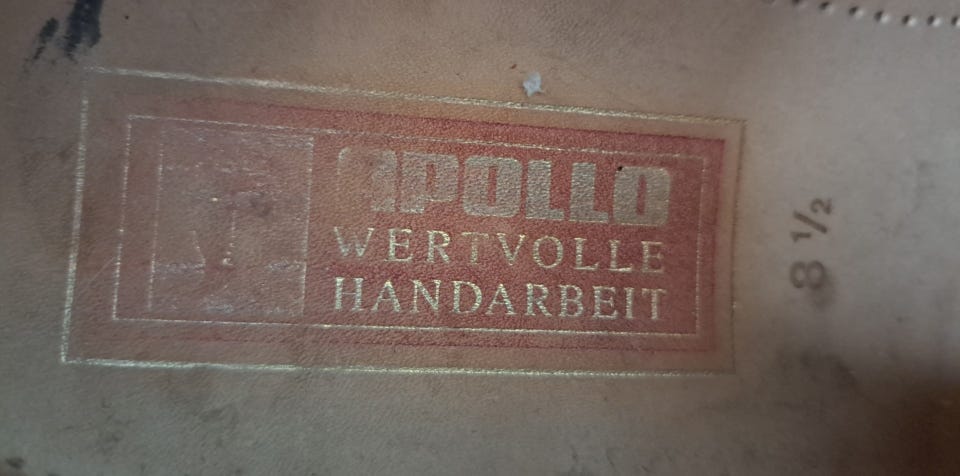 APOLLO
WERTVOLLE
HANDARBEIT
8 ½